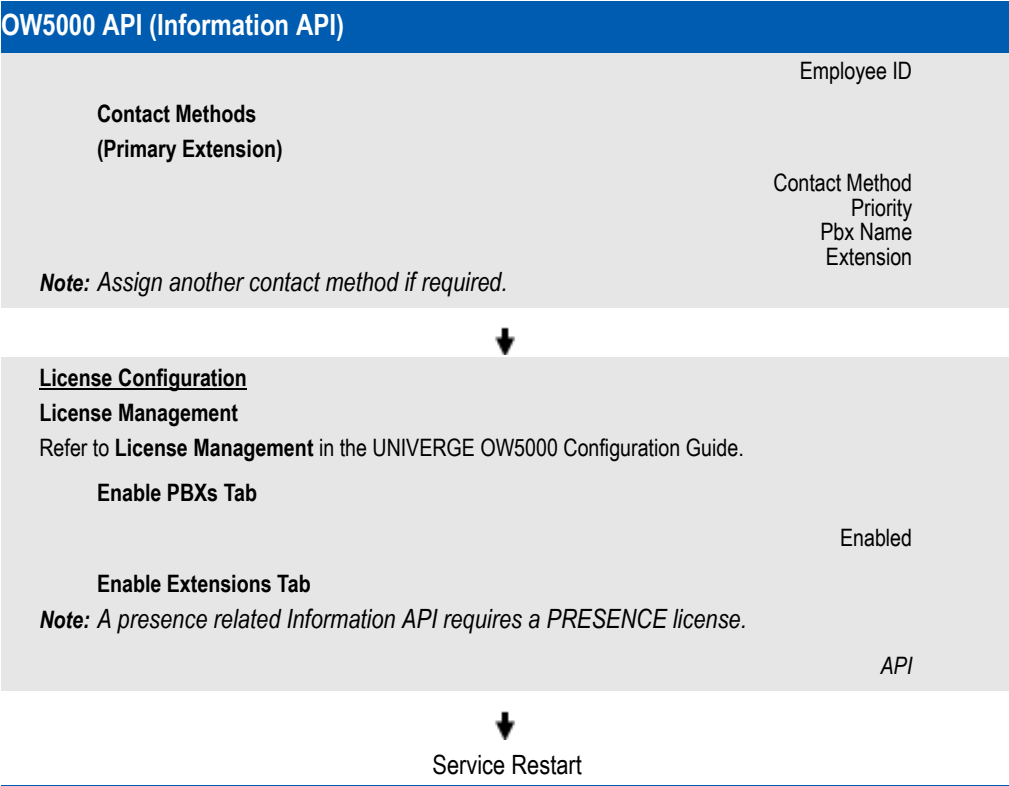 OW5000 API (Information API)
Employee ID
Contact Methods
(Primary Extension)
Contact Method
Priority
Pbx Name
Extension
Note: Assign another contact method if required.
License Configuration
License Management
Refer to License Management in the UNIVERGE OW5000 Configuration Guide.
Enable PBXs Tab
Enabled
Enable Extensions Tab
Note: A presence related Information API requires a PRESENCE license.
API
Service Restart